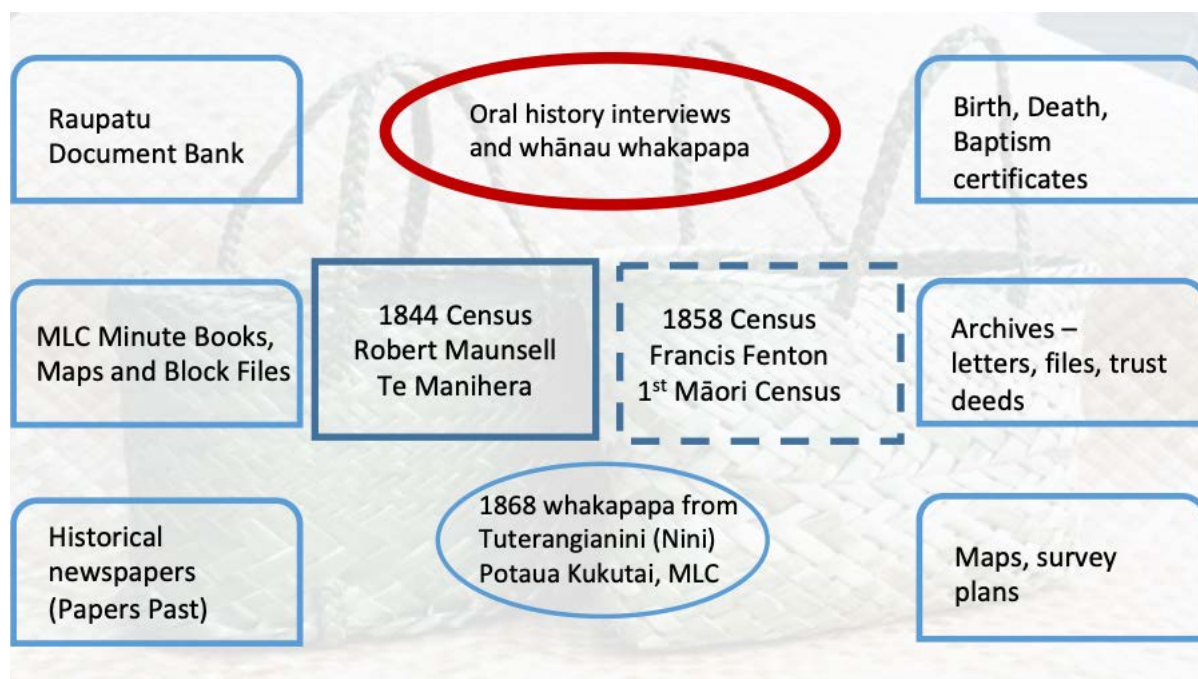 Raupatu
Document Bank
Oral history interviews
and whānau whakapapa
Birth, Death,
Baptism
certificates
MLC Minute Books,
Maps and Block Files
1844 Census
Robert Maunsell
Te Manihera
1858 Census
Francis Fenton
1st Māori Census
Archives –
letters, files, trust
deeds
Historical
newspapers
(Papers Past)
1868 whakapapa from
Tuterangianini (Nini)
Potaua Kukutai, MLC
Maps, survey
plans